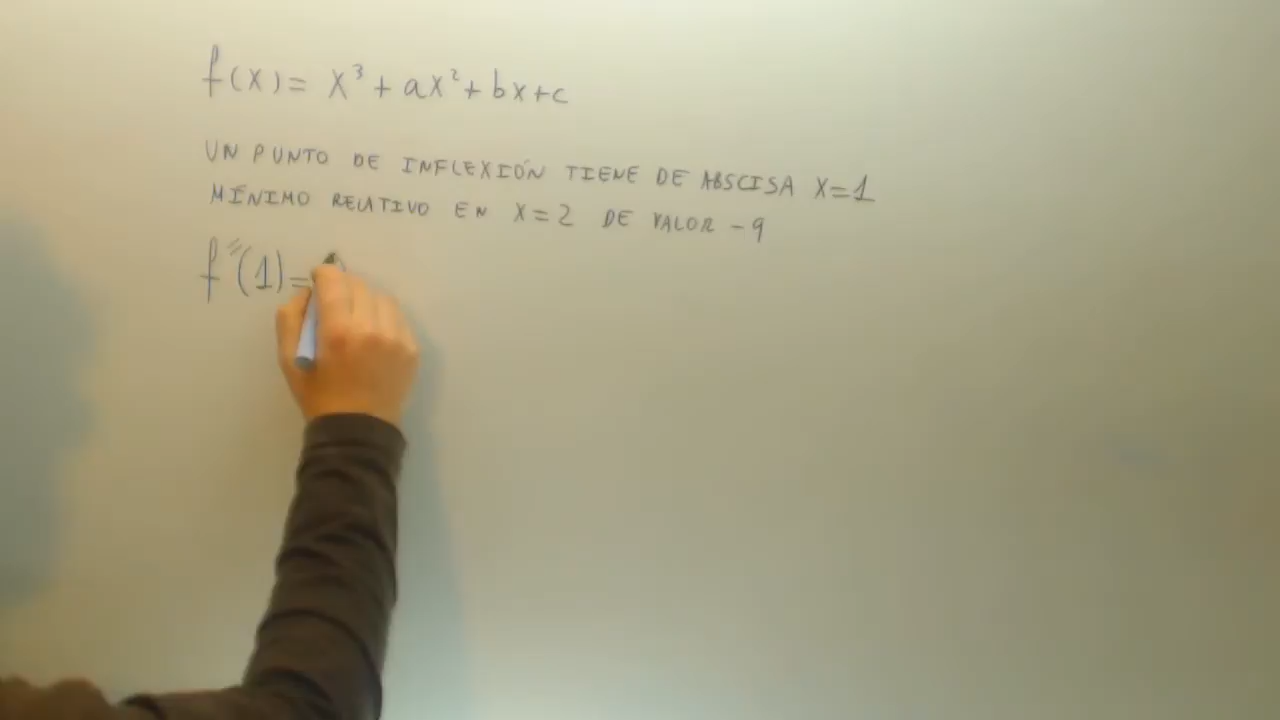 f(x) = x³ + ax² + bx + c
UN PUNTO DE INFLEXIÓN TIENE DE ABSCISA X=1
MÍNIMO RELATIVO EN X=2 DE VALOR -9
f''(1)=